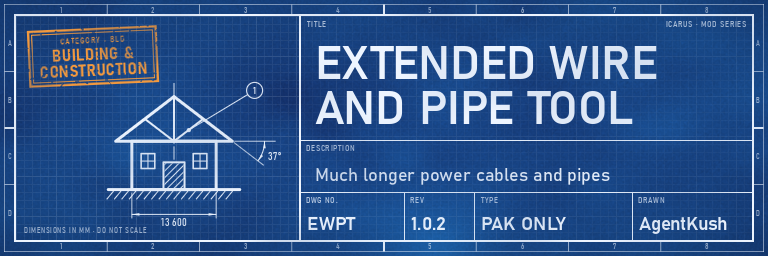 1 2 3 4 5 6 7 8
A
B
C
D
CATEGORY · BLD
BUILDING &
CONSTRUCTION
1
37°
13 600
DIMENSIONS IN MM · DO NOT SCALE
TITLE
ICARUS · MOD SERIES
EXTENDED WIRE
AND PIPE TOOL
DESCRIPTION
Much longer power cables and pipes
DWG NO.
EWPT
REV
1.0.2
TYPE
PAK ONLY
DRAWN
AgentKush
A
B
C
D
1 2 3 4 5 6 7 8